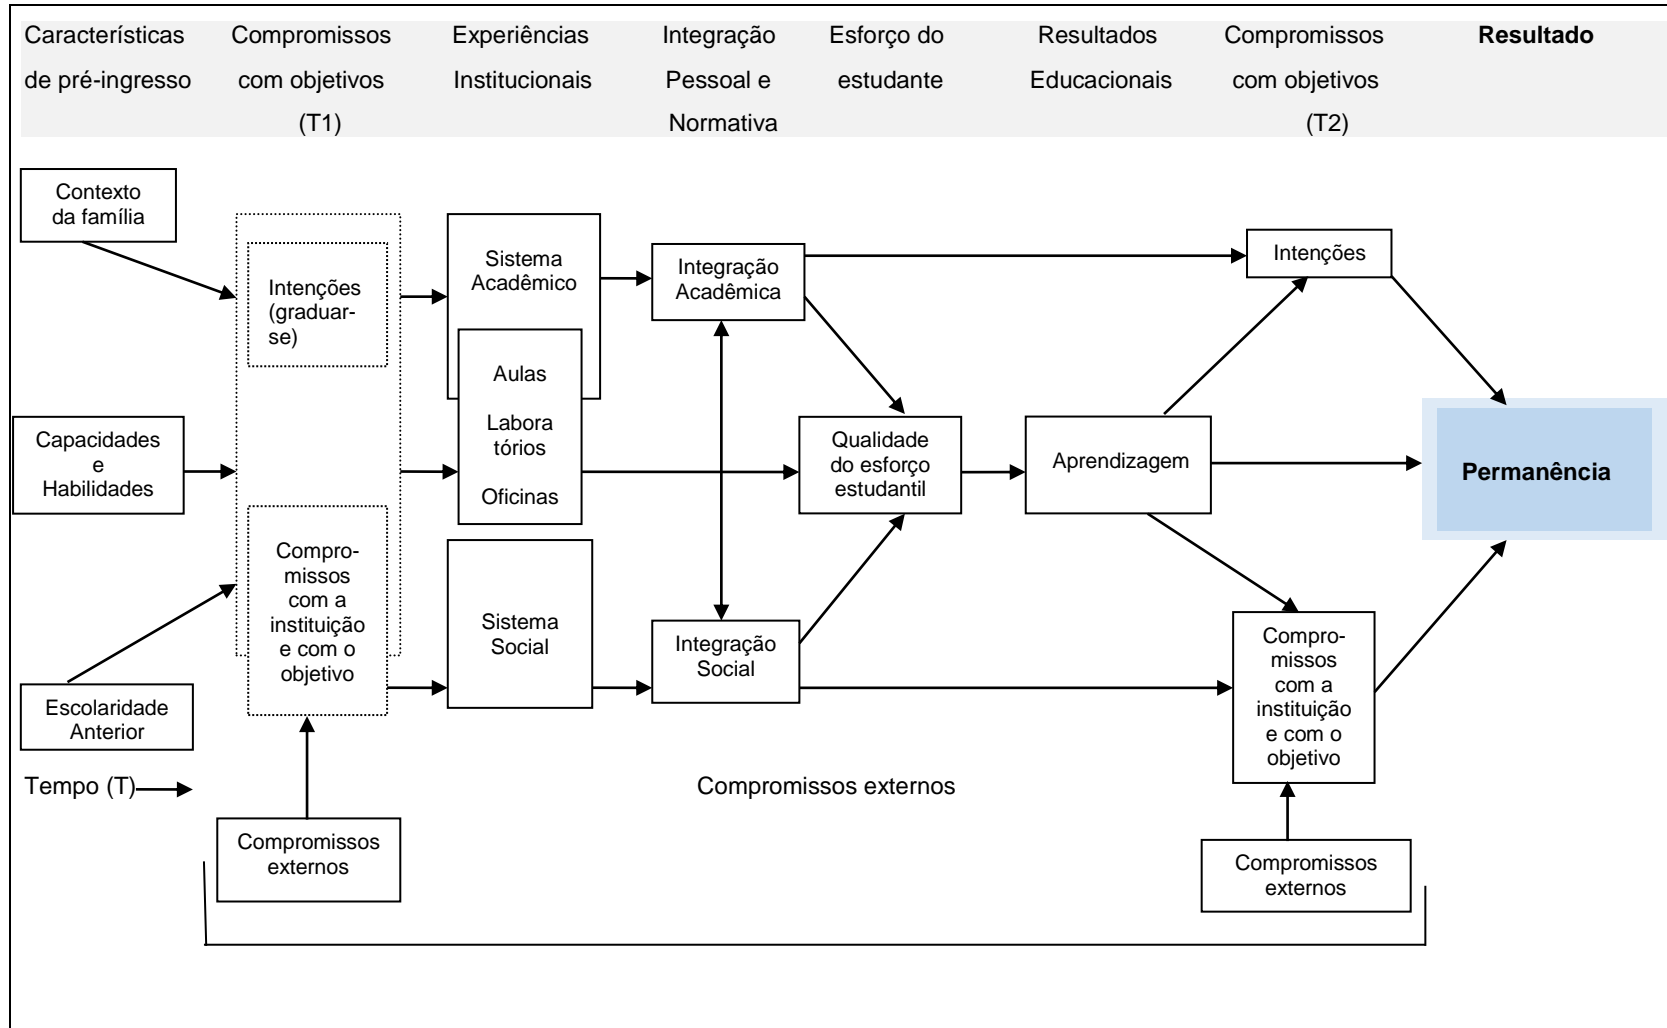 Características
de pré-ingresso
Compromissos
com objetivos
(T1)
Experiências
Institucionais
Integração
Pessoal e
Normativa
Esforço do
estudante
Resultados
Educacionais
Compromissos
com objetivos
(T2)
Resultado
Contexto
da família
Capacidades
e
Habilidades
Escolaridade
Anterior
Intenções
(graduar-
se)
Compro-
missos
com a
instituição
e com o
objetivo
Sistema
Acadêmico
Aulas
Labora
tórios
Oficinas
Sistema
Social
Integração
Acadêmica
Integração
Social
Qualidade
do esforço
estudantil
Aprendizagem
Intenções
Compro-
missos
com a
instituição
e com o
objetivo
Permanência
Tempo (T)
Compromissos externos
Compromissos
externos
Compromissos
externos